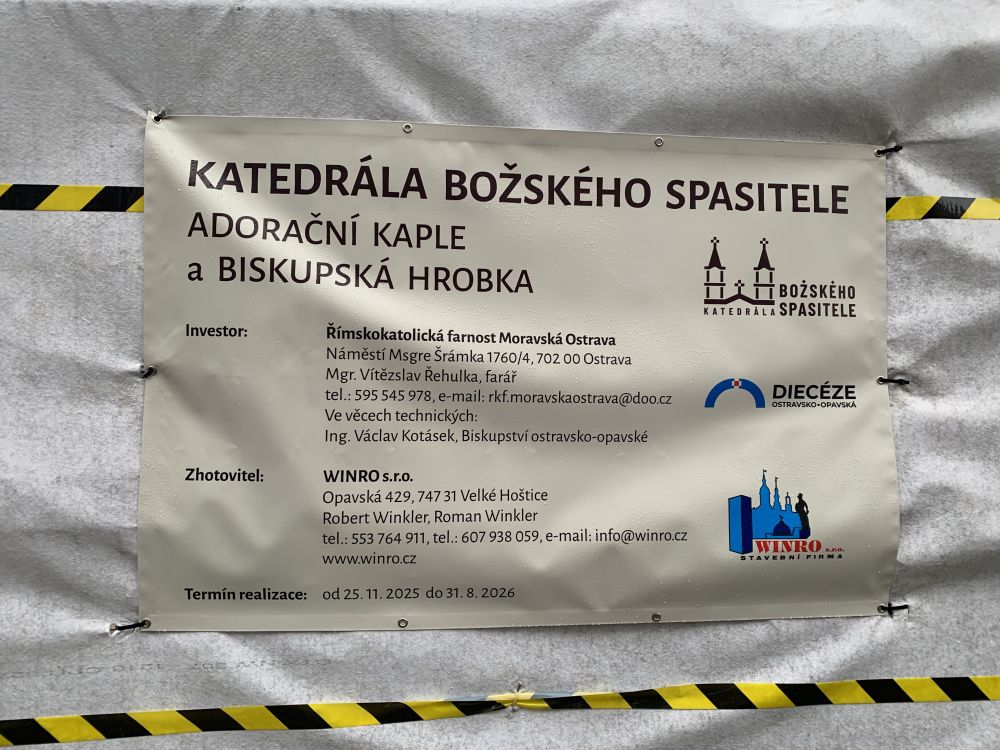 KATEDRÁLA BOŽSKÉHO SPASITELE
ADORAČNÍ KAPLE
a BISKUPSKÁ HROBKA
KATEDRÁLA BOŽSKÉHO SPASITELE
Investor: Římskokatolická farnost Moravská Ostrava
Náměstí Msgre Šrámka 1760/4, 702 00 Ostrava
Mgr. Vítězslav Řehulka, farář
tel.: 595 545 978, e-mail: rkf.moravskaostrava@doo.cz
Ve věcech technických:
Ing. Václav Kotásek, Biskupství ostravsko-opavské
DIECÉZE
OSTRAVSKO-OPAVSKÁ
Zhotovitel: WINRO s.r.o.
Opavská 429, 747 31 Velké Hoštice
Robert Winkler, Roman Winkler
tel.: 553 764 911, tel.: 607 938 059, e-mail: info@winro.cz
www.winro.cz
WINRO s.r.o.
STAVEBNÍ FIRMA
Termín realizace: od 25. 11. 2025 do 31. 8. 2026